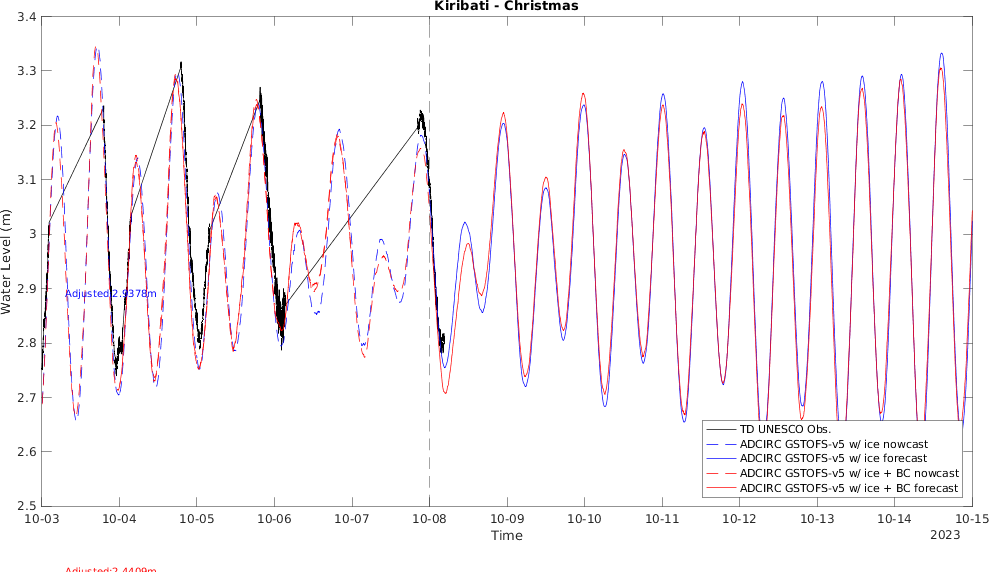 Kiribati - Christmas
3.4
3.3
3.2
3.1
3
2.9
2.8
2.7
2.6
2.5
Water Level (m)
Adjusted:2.9378m
TD UNESCO Obs.
ADCIRC GSTOFS-v5 w/ ice nowcast
ADCIRC GSTOFS-v5 w/ ice forecast
ADCIRC GSTOFS-v5 w/ ice + BC nowcast
ADCIRC GSTOFS-v5 w/ ice + BC forecast
10-03 10-04 10-05 10-06 10-07 10-08 10-09 10-10 10-11 10-12 10-13 10-14 10-15
Time
2023
Adjusted:2.4409m